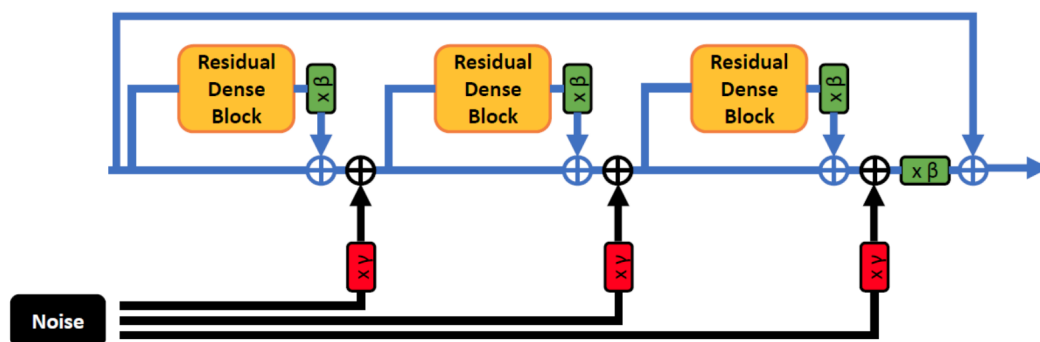 Residual
Dense
Block
x β
Residual
Dense
Block
x β
Residual
Dense
Block
x β
x β
x γ
x γ
x γ
Noise